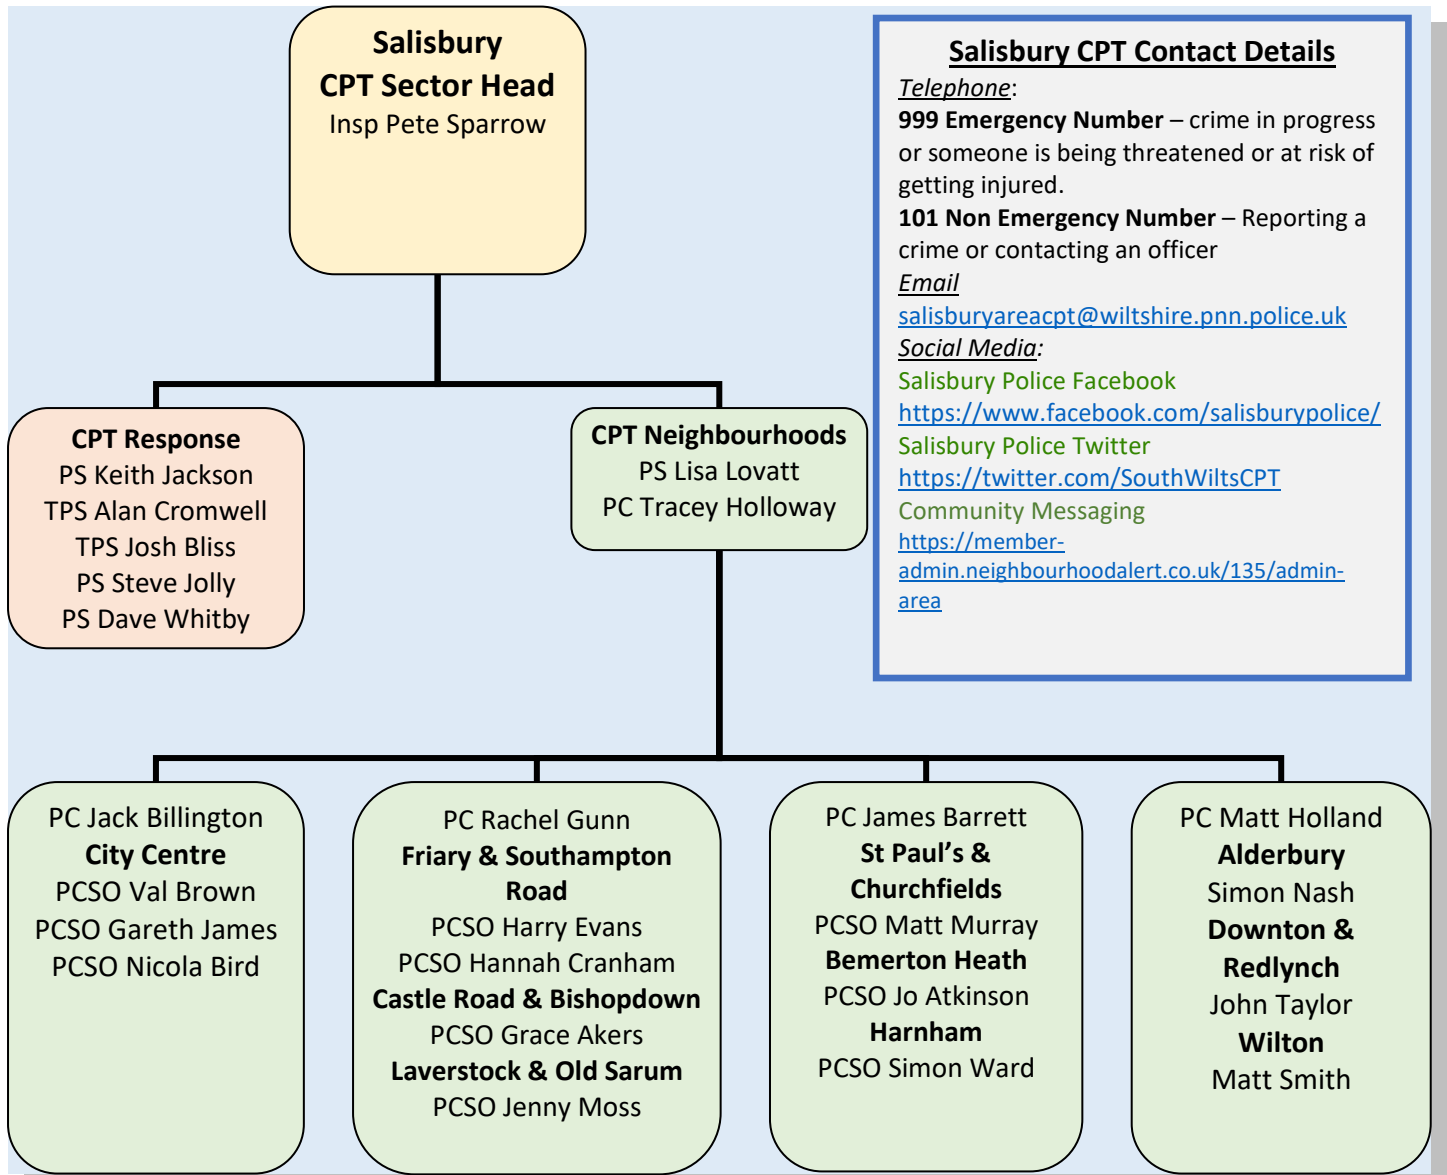 Salisbury
CPT Sector Head
Insp Pete Sparrow
Salisbury CPT Contact Details
Telephone:
999 Emergency Number – crime in progress
or someone is being threatened or at risk of
getting injured.
101 Non Emergency Number – Reporting a
crime or contacting an officer
Email
salisburyareacpt@wiltshire.pnn.police.uk
Social Media:
Salisbury Police Facebook
https://www.facebook.com/salisburypolice/
Salisbury Police Twitter
https://twitter.com/SouthWiltsCPT
Community Messaging
https://member-
admin.neighbourhoodalert.co.uk/135/admin-
area
CPT Response
PS Keith Jackson
TPS Alan Cromwell
TPS Josh Bliss
PS Steve Jolly
PS Dave Whitby
CPT Neighbourhoods
PS Lisa Lovatt
PC Tracey Holloway
PC Jack Billington
City Centre
PCSO Val Brown
PCSO Gareth James
PCSO Nicola Bird
PC Rachel Gunn
Friary & Southampton
Road
PCSO Harry Evans
PCSO Hannah Cranham
Castle Road & Bishopdown
PCSO Grace Akers
Laverstock & Old Sarum
PCSO Jenny Moss
PC James Barrett
St Paul’s &
Churchfields
PCSO Matt Murray
Bemerton Heath
PCSO Jo Atkinson
Harnham
PCSO Simon Ward
PC Matt Holland
Alderbury
Simon Nash
Downton &
Redlynch
John Taylor
Wilton
Matt Smith